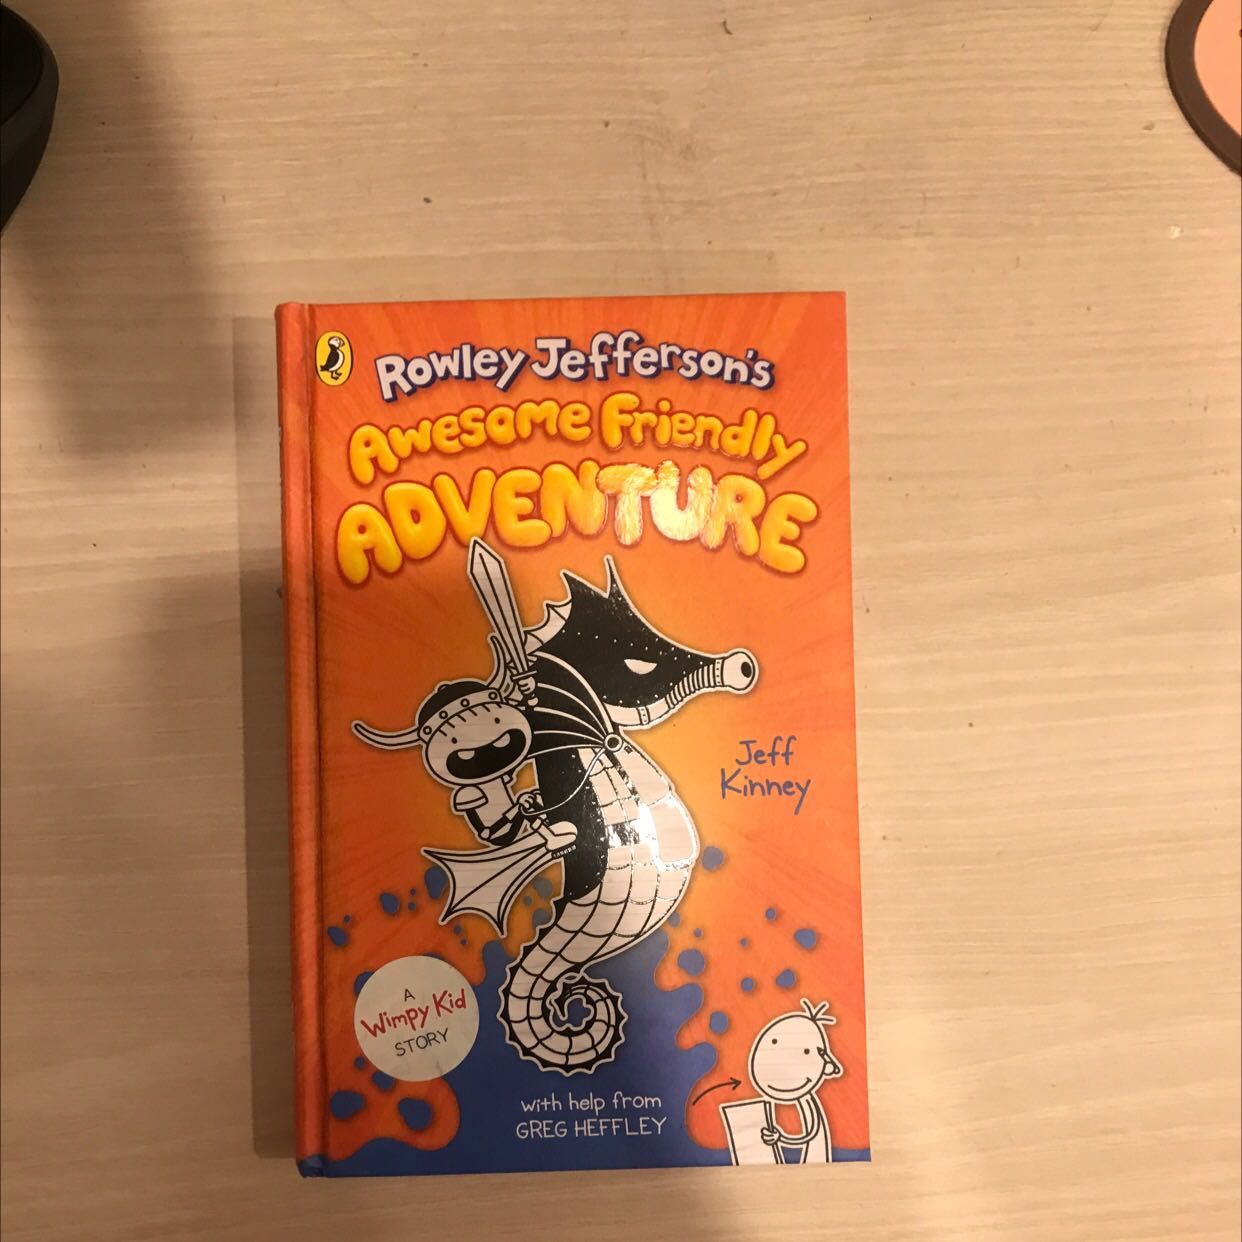 Rowley Jefferson's
Awesome Friendly
ADVENTURE
Jeff
Kinney
A
Wimpy Kid
STORY
with help from
GREG HEFFLEY